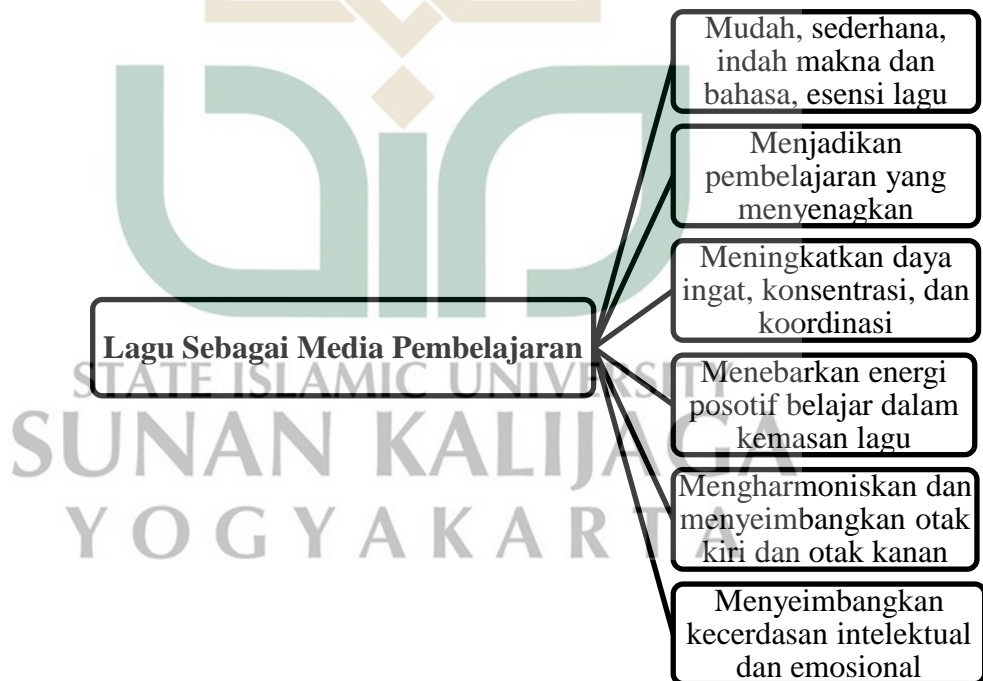 Mudah, sederhana,
indah makna dan
bahasa, esensi lagu
Menjadikan
pembelajaran yang
menyenagkan
Meningkatkan daya
ingat, konsentrasi, dan
koordinasi
Lagu Sebagai Media Pembelajaran
Menebarkan energi
posotif belajar dalam
kemasan lagu
Mengharmoniskan dan
menyeimbangkan otak
kiri dan otak kanan
Menyeimbangkan
kecerdasan intelektual
dan emosional
STATE ISLAMIC UNIVERSITY
SUNAN KALIJAGA
YOGYAKARTA